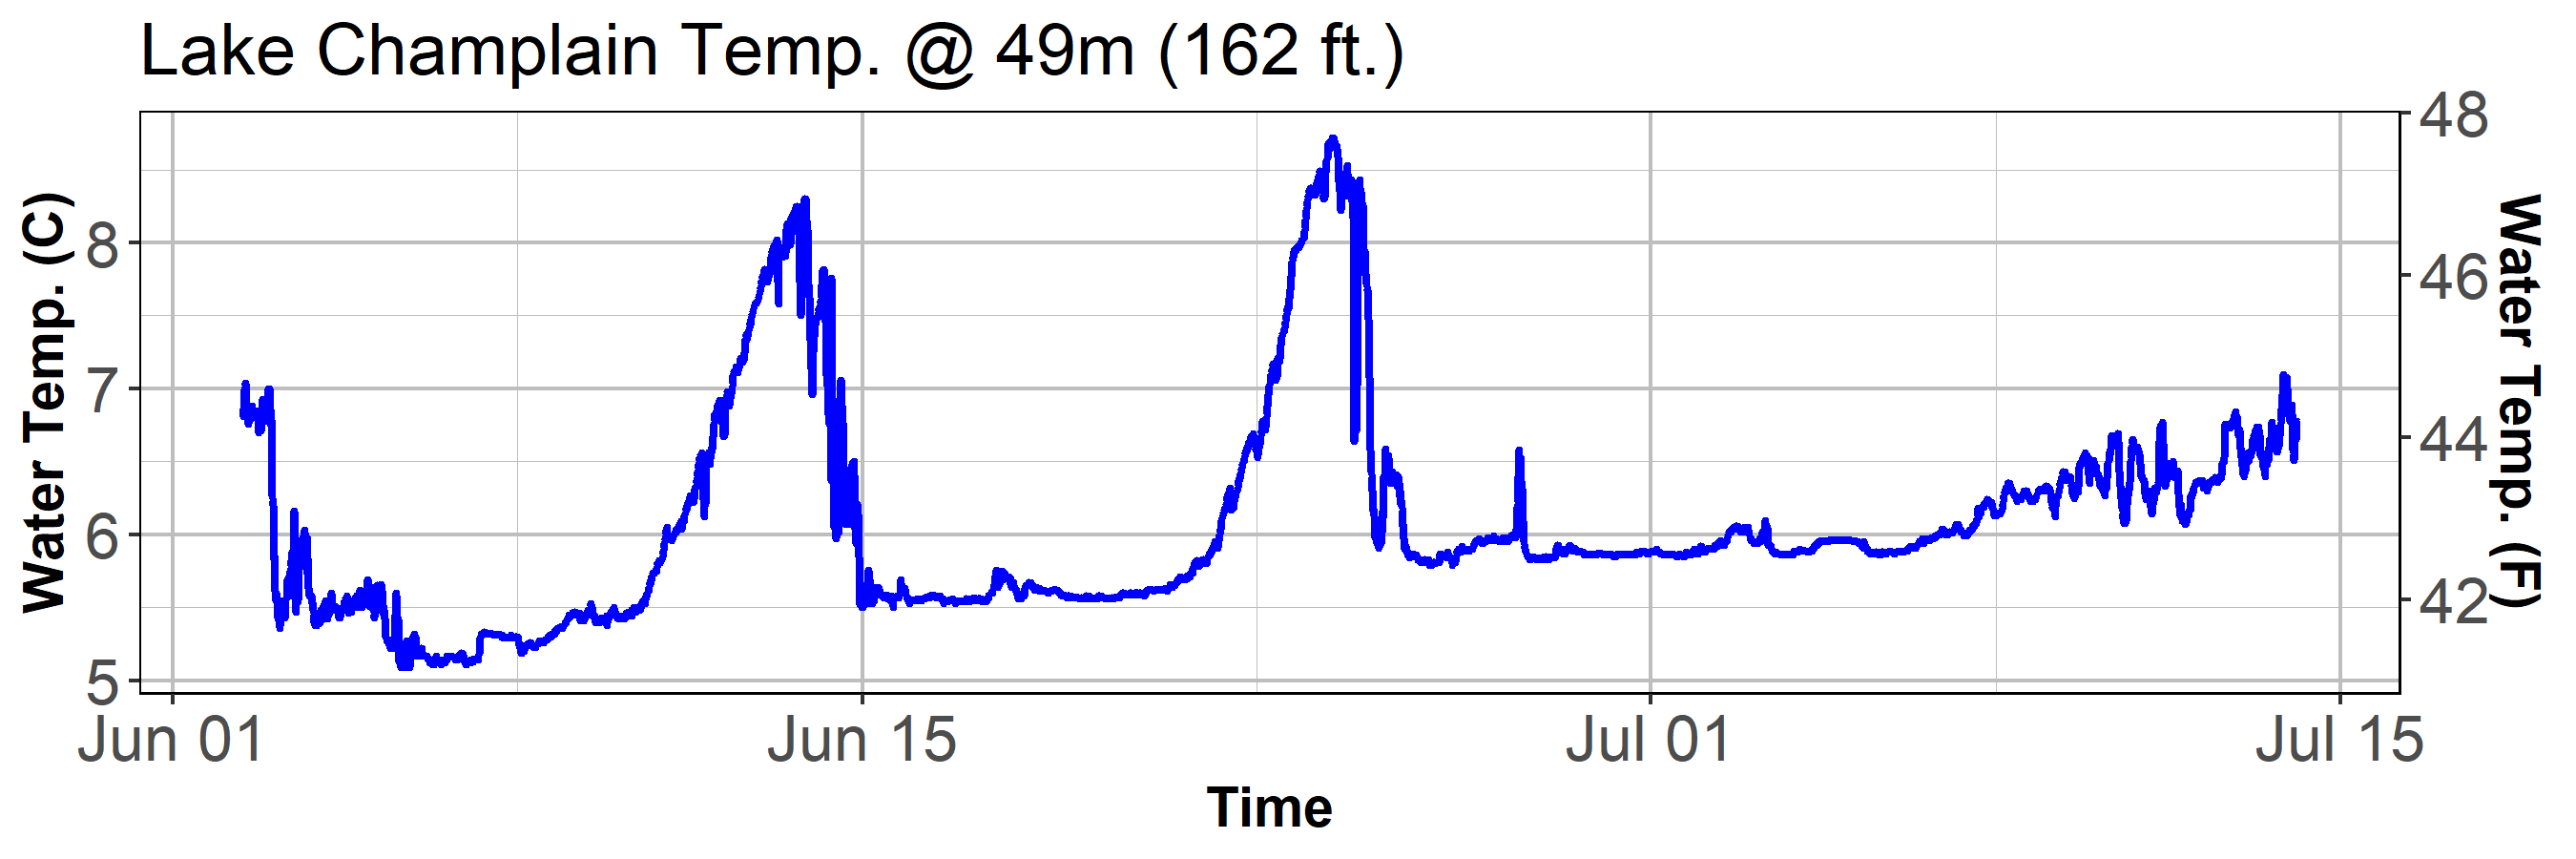 Lake Champlain Temp. @ 49m (162 ft.)
Water Temp. (C)
8
7
6
5
48
46
44
42
Water Temp. (F)
Jun 01
Jun 15
Jul 01
Jul 15
Time